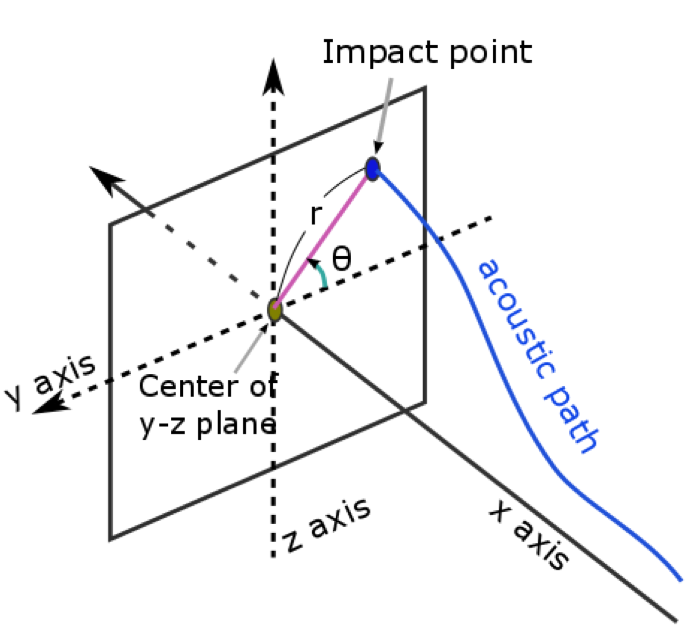 Impact point
r
θ
acoustic path
y axis
Center of
y-z plane
z axis
x axis